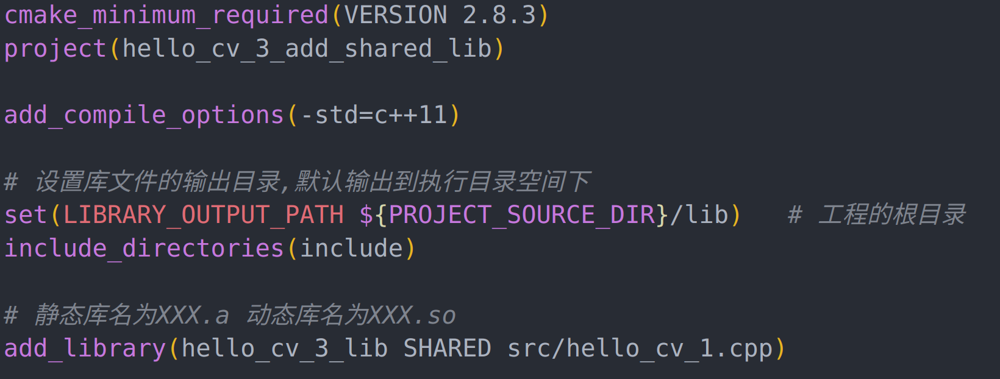 cmake_minimum_required(VERSION 2.8.3)
project(hello_cv_3_add_shared_lib)
add_compile_options(-std=c++11)
# 设置库文件的输出目录,默认输出到执行目录空间下
set(LIBRARY_OUTPUT_PATH ${PROJECT_SOURCE_DIR}/lib)   # 工程的根目录
include_directories(include)
# 静态库名为XXX.a 动态库名为XXX.so
add_library(hello_cv_3_lib SHARED src/hello_cv_1.cpp)